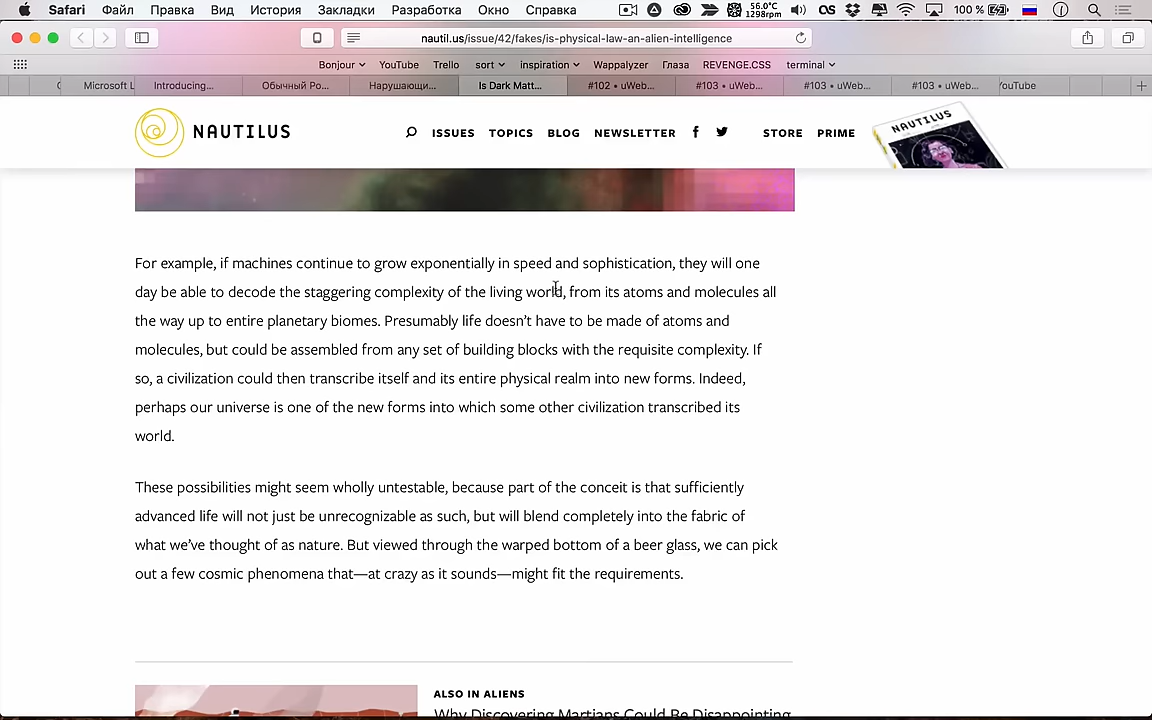 Safari Файл Правка Вид История Закладки Разработка Окно Справка 56.0°C 1298rpm 100 %
nautil.us/issue/42/fakes/is-physical-law-an-alien-intelligence
Bonjour YouTube Trello sort inspiration Wappalyzer Глаза REVENGE.CSS terminal
Microsoft L Introducing... Обычный Ро... Нарушающи... Is Dark Matt... #102 • uWeb... #103 • uWeb... #103 • uWeb... #103 • uWeb... YouTube
NAUTILUS ISSUES TOPICS BLOG NEWSLETTER STORE PRIME NAUTILUS
For example, if machines continue to grow exponentially in speed and sophistication, they will one
day be able to decode the staggering complexity of the living world, from its atoms and molecules all
the way up to entire planetary biomes. Presumably life doesn’t have to be made of atoms and
molecules, but could be assembled from any set of building blocks with the requisite complexity. If
so, a civilization could then transcribe itself and its entire physical realm into new forms. Indeed,
perhaps our universe is one of the new forms into which some other civilization transcribed its
world.
These possibilities might seem wholly untestable, because part of the conceit is that sufficiently
advanced life will not just be unrecognizable as such, but will blend completely into the fabric of
what we’ve thought of as nature. But viewed through the warped bottom of a beer glass, we can pick
out a few cosmic phenomena that—at crazy as it sounds—might fit the requirements.
ALSO IN ALIENS
Why Discovering Martians Could Be Disappointing